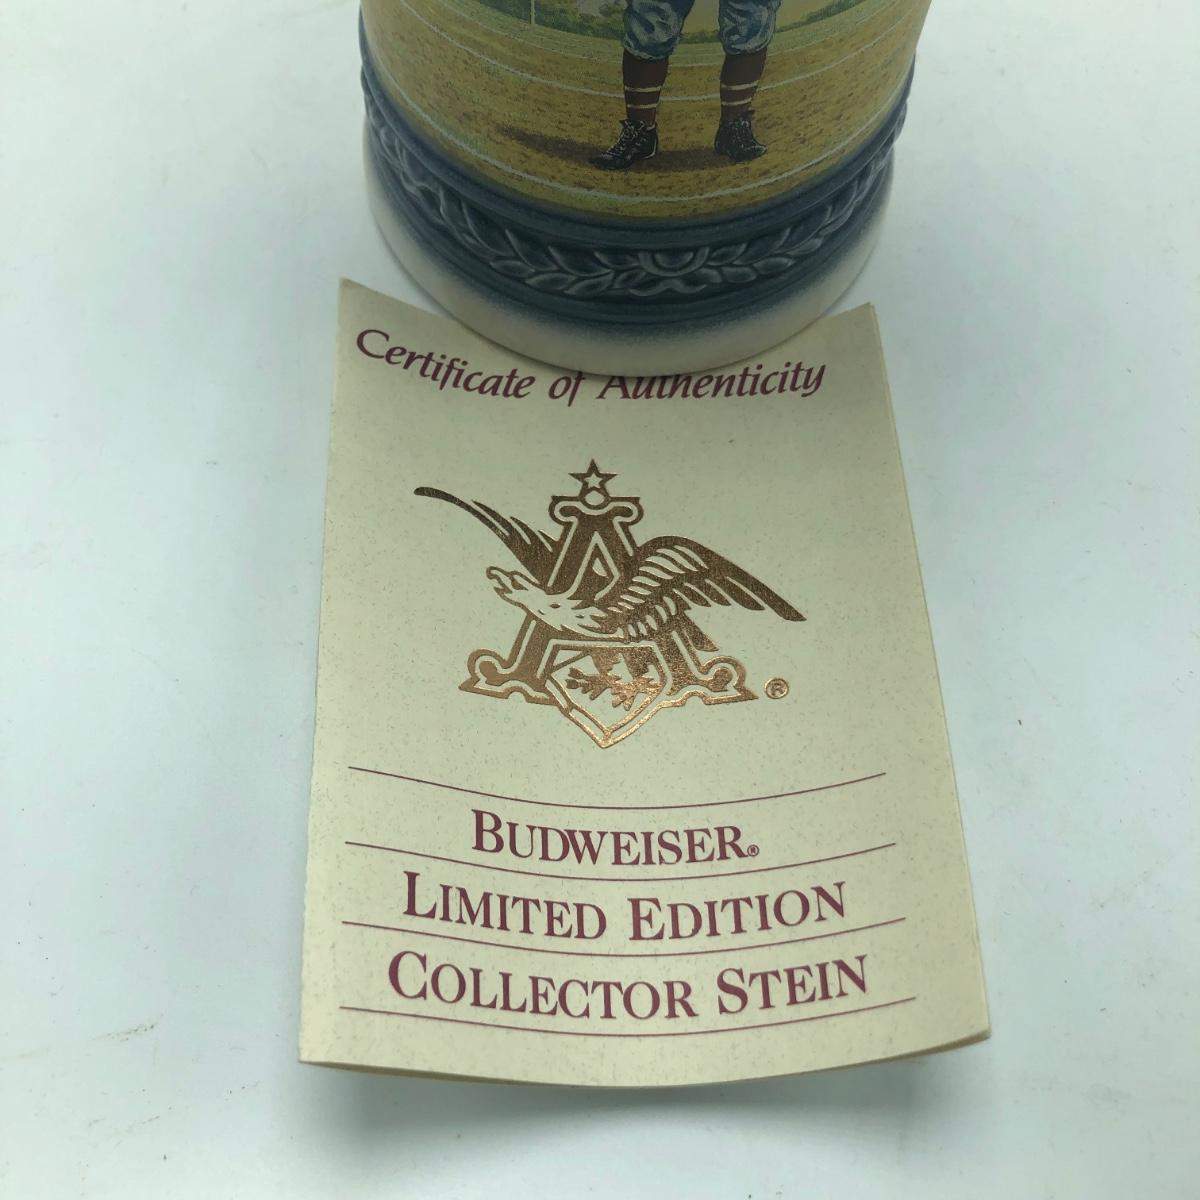 Certificate of Authenticity
A
®
BUDWEISER®
LIMITED EDITION
COLLECTOR STEIN